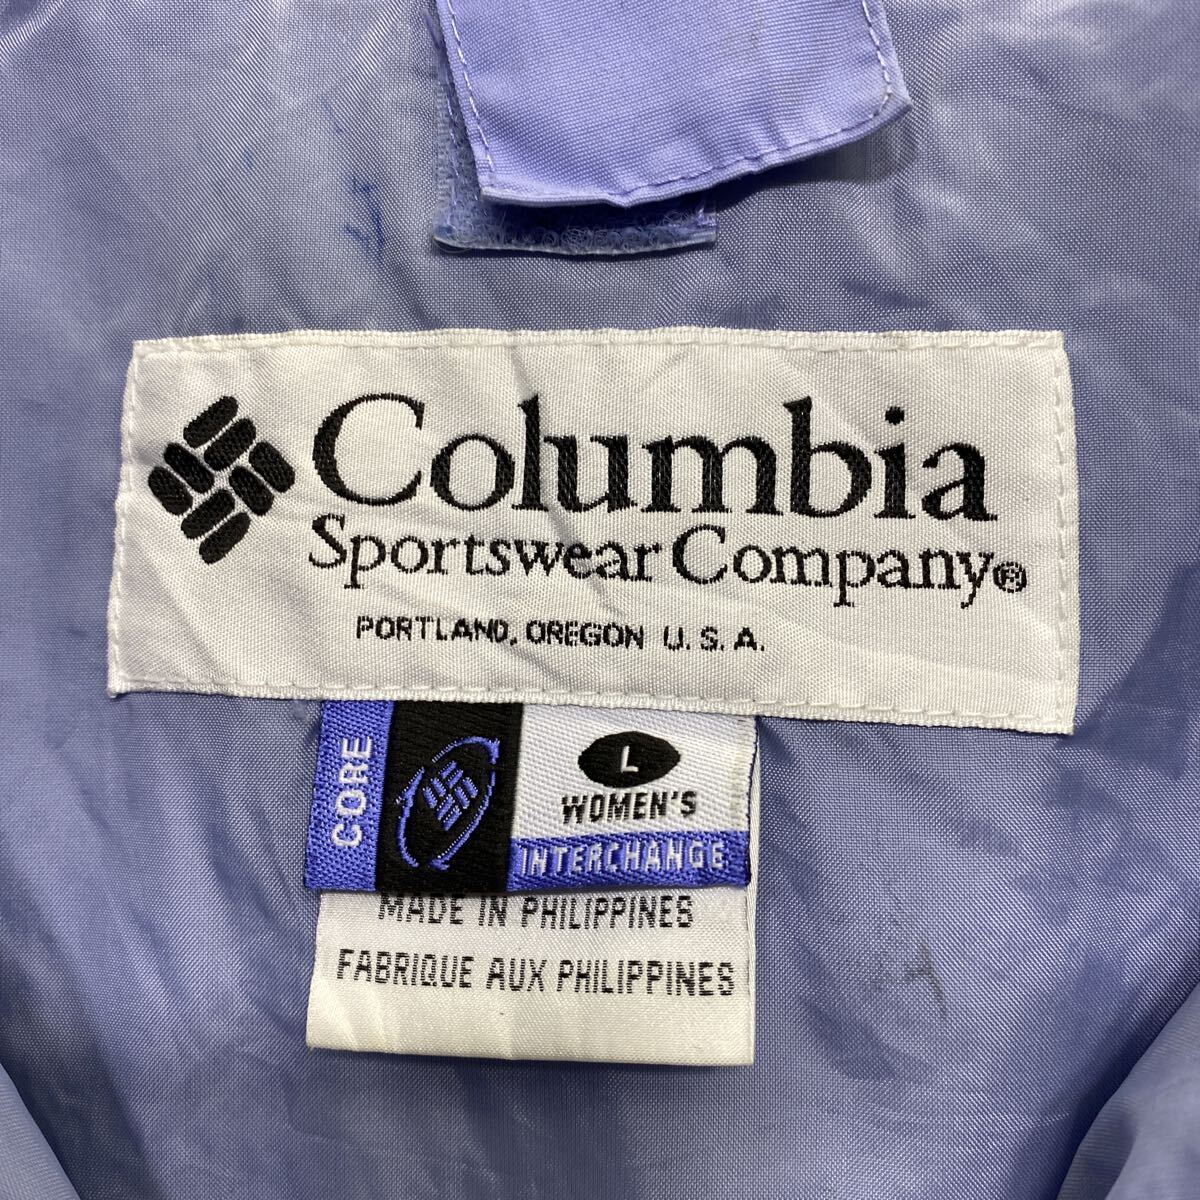 Columbia
Sportswear Company®
PORTLAND, OREGON U.S.A.
CORE
L
WOMEN'S
INTERCHANGE
MADE IN PHILIPPINES
FABRIQUE AUX PHILIPPINES